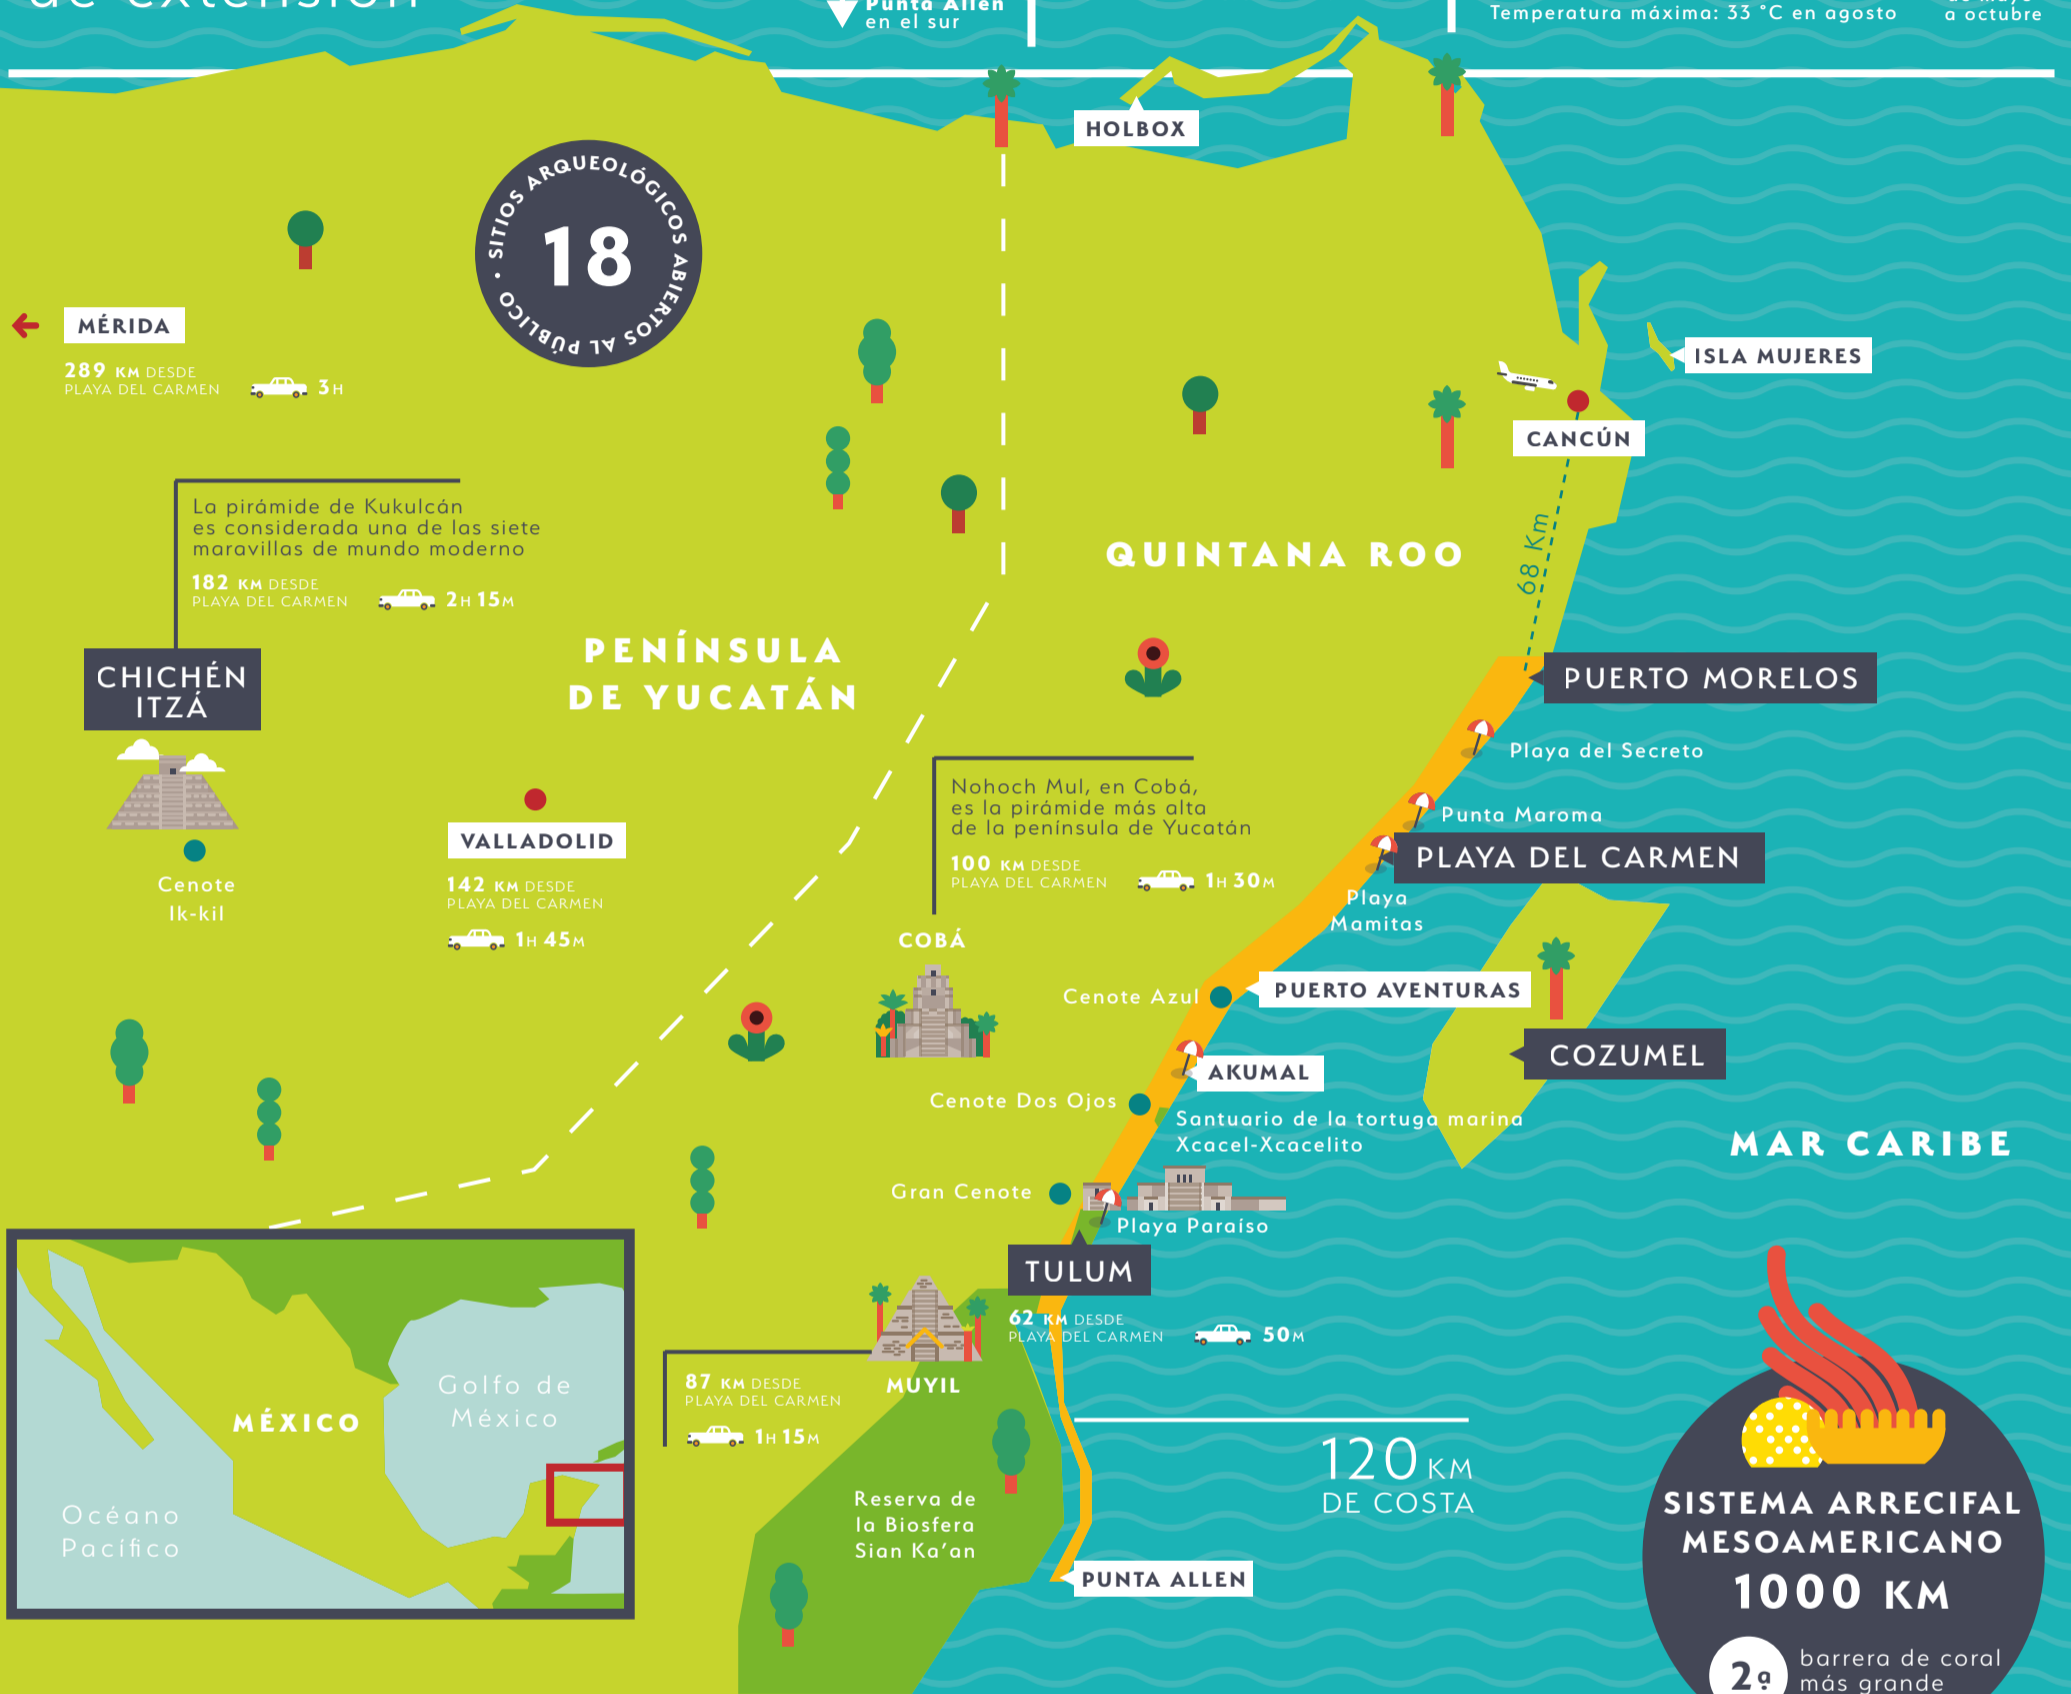 de extensión
Punta Allen
en el sur
Temperatura máxima: 33 °C en agosto
a octubre
HOLBOX
SITIOS ARQUEOLÓGICOS ABIERTOS AL PÚBLICO •
18
MÉRIDA
289 KM DESDE
PLAYA DEL CARMEN
3H
ISLA MUJERES
CANCÚN
68 Km
La pirámide de Kukulcán
es considerada una de las siete
maravillas de mundo moderno
182 KM DESDE
PLAYA DEL CARMEN
2H 15M
QUINTANA ROO
PENÍNSULA
DE YUCATÁN
CHICHÉN
ITZÁ
PUERTO MORELOS
Playa del Secreto
Nohoch Mul, en Cobá,
es la pirámide más alta
de la península de Yucatán
100 KM DESDE
PLAYA DEL CARMEN
1H 30M
Punta Maroma
PLAYA DEL CARMEN
Playa
Mamitas
VALLADOLID
142 KM DESDE
PLAYA DEL CARMEN
1H 45M
Cenote
Ik-kil
COBÁ
Cenote Azul
PUERTO AVENTURAS
COZUMEL
AKUMAL
Cenote Dos Ojos
Santuario de la tortuga marina
Xcacel-Xcacelito
MAR CARIBE
Gran Cenote
Playa Paraíso
TULUM
62 KM DESDE
PLAYA DEL CARMEN
50M
MUYIL
87 KM DESDE
PLAYA DEL CARMEN
1H 15M
Golfo de
México
MÉXICO
Océano
Pacífico
120 KM
DE COSTA
Reserva de
la Biosfera
Sian Ka'an
PUNTA ALLEN
SISTEMA ARRECIFAL
MESOAMERICANO
1000 KM
2ª
barrera de coral
más grande